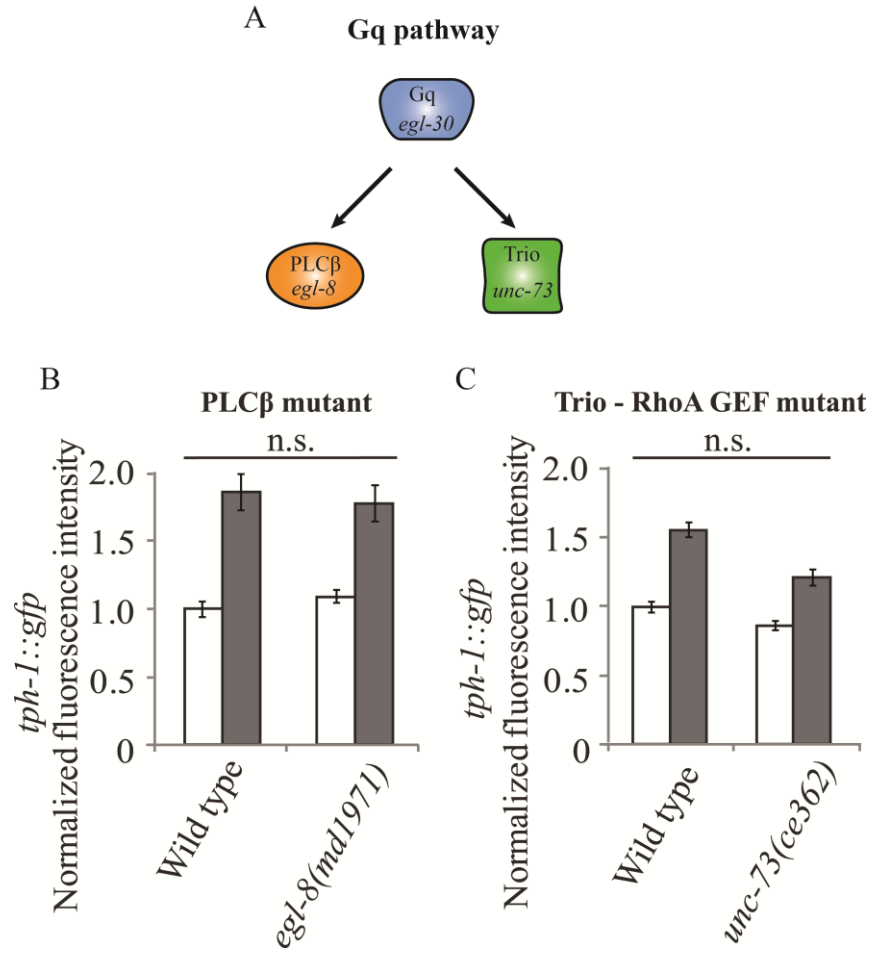 A
Gq pathway
Gq
egl-30
PLCβ
egl-8
Trio
unc-73
B
PLCβ mutant
n.s.
tph-1::gfp
Normalized fluorescence intensity
2.0
1.5
1.0
0.5
0
Wild type
egl-8(md1971)
C
Trio - RhoA GEF mutant
n.s.
tph-1::gfp
Normalized fluorescence intensity
2.0
1.5
1.0
0.5
0
Wild type
unc-73(ce362)